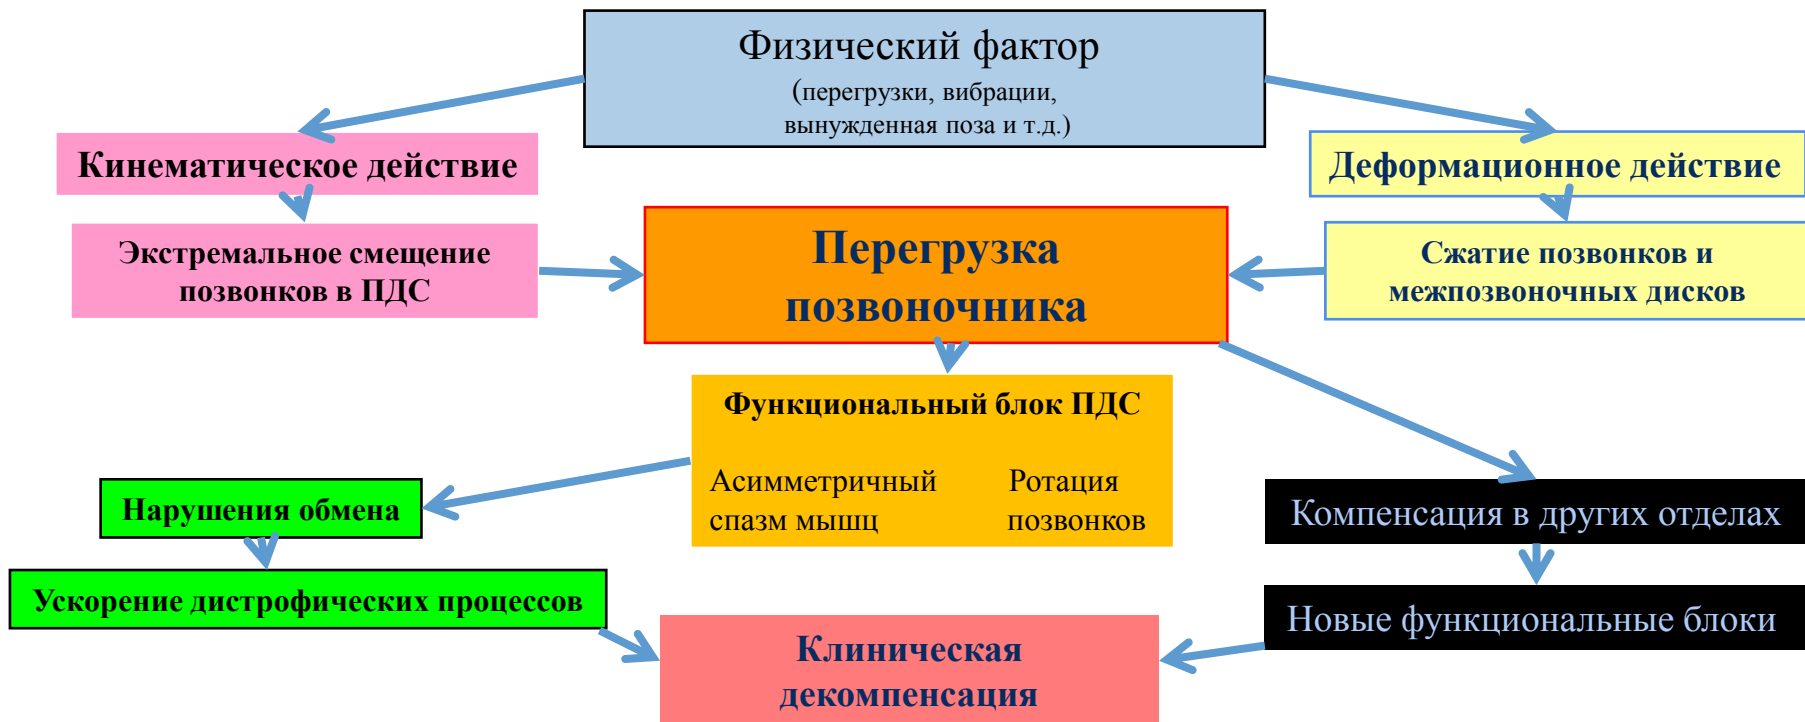 Физический фактор
(перегрузки, вибрации,
вынужденная поза и т.д.)
Кинематическое действие
Деформационное действие
Экстремальное смещение
позвонков в ПДС
Перегрузка
позвоночника
Сжатие позвонков и
межпозвоночных дисков
Функциональный блок ПДС
Асимметричный Ротация
спазм мышц позвонков
Нарушения обмена
Компенсация в других отделах
Ускорение дистрофических процессов
Новые функциональные блоки
Клиническая
декомпенсация